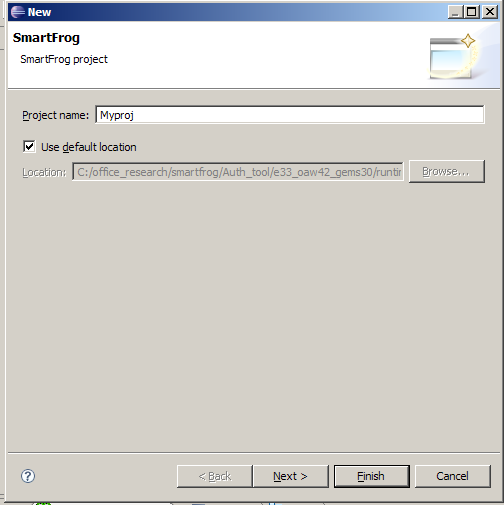 New
SmartFrog
SmartFrog project
Project name: Myproj
Use default location
Location: C:/office_research/smartfrog/Auth_tool/e33_oaw42_gems30/runtin Browse...
? < Back Next > Finish Cancel